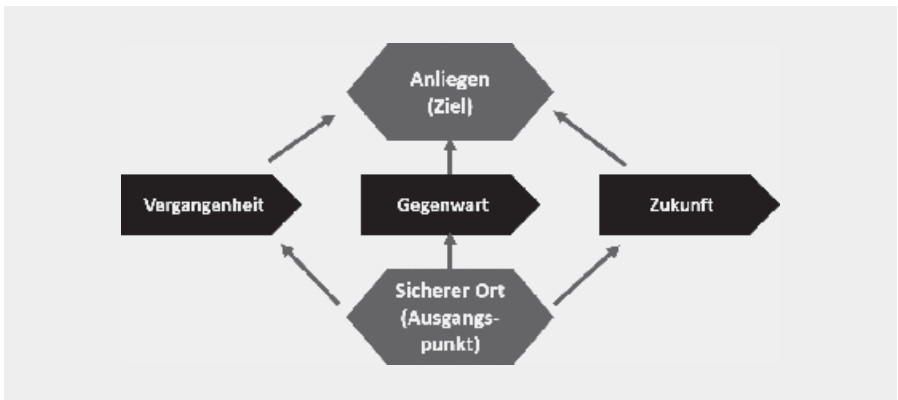 Anliegen
(Ziel)
Vergangenheit
Gegenwart
Zukunft
Sicherer Ort
(Ausgangs-
punkt)